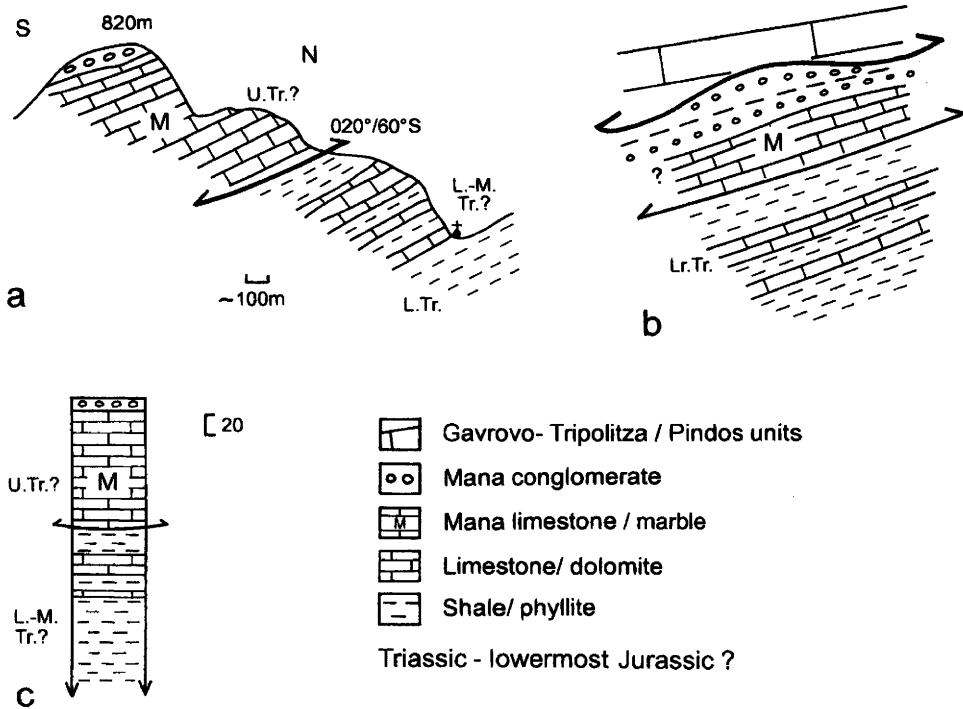 S
820m
N
U.Tr.?
M
020°/60°S
L.-M.
Tr.?
L.Tr.
~100m
a
M
?
Lr.Tr.
b
20
U.Tr.?
M
L.-M.
Tr.?
c
Gavrovo- Tripolitza / Pindos units
Mana conglomerate
M
Mana limestone / marble
Limestone/ dolomite
Shale/ phyllite
Triassic - lowermost Jurassic ?